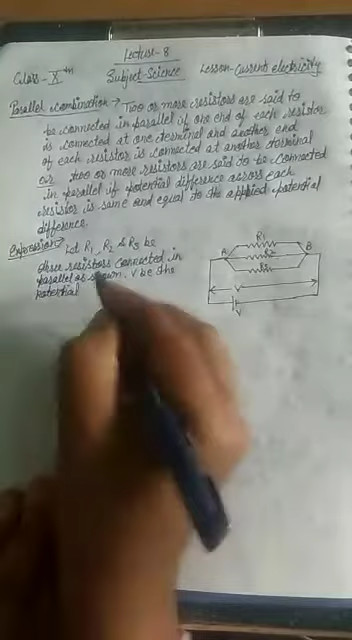 Lecture-8
Class-Xth Subject-Science Lesson-Current electricity
Parallel combination → Two or more resistors are said to
be connected in parallel if one end of each resistor
is connected at one terminal and another end
of each resistor is connected at another terminal
or two or more resistors are said to be connected
in parallel if potential difference across each
resistor is same and equal to the applied potential
difference.
Expression → Let R1, R2 & R3 be
three resistors connected in
parallel as shown. V be the
potential
R1
A R2 B
R3
V
V